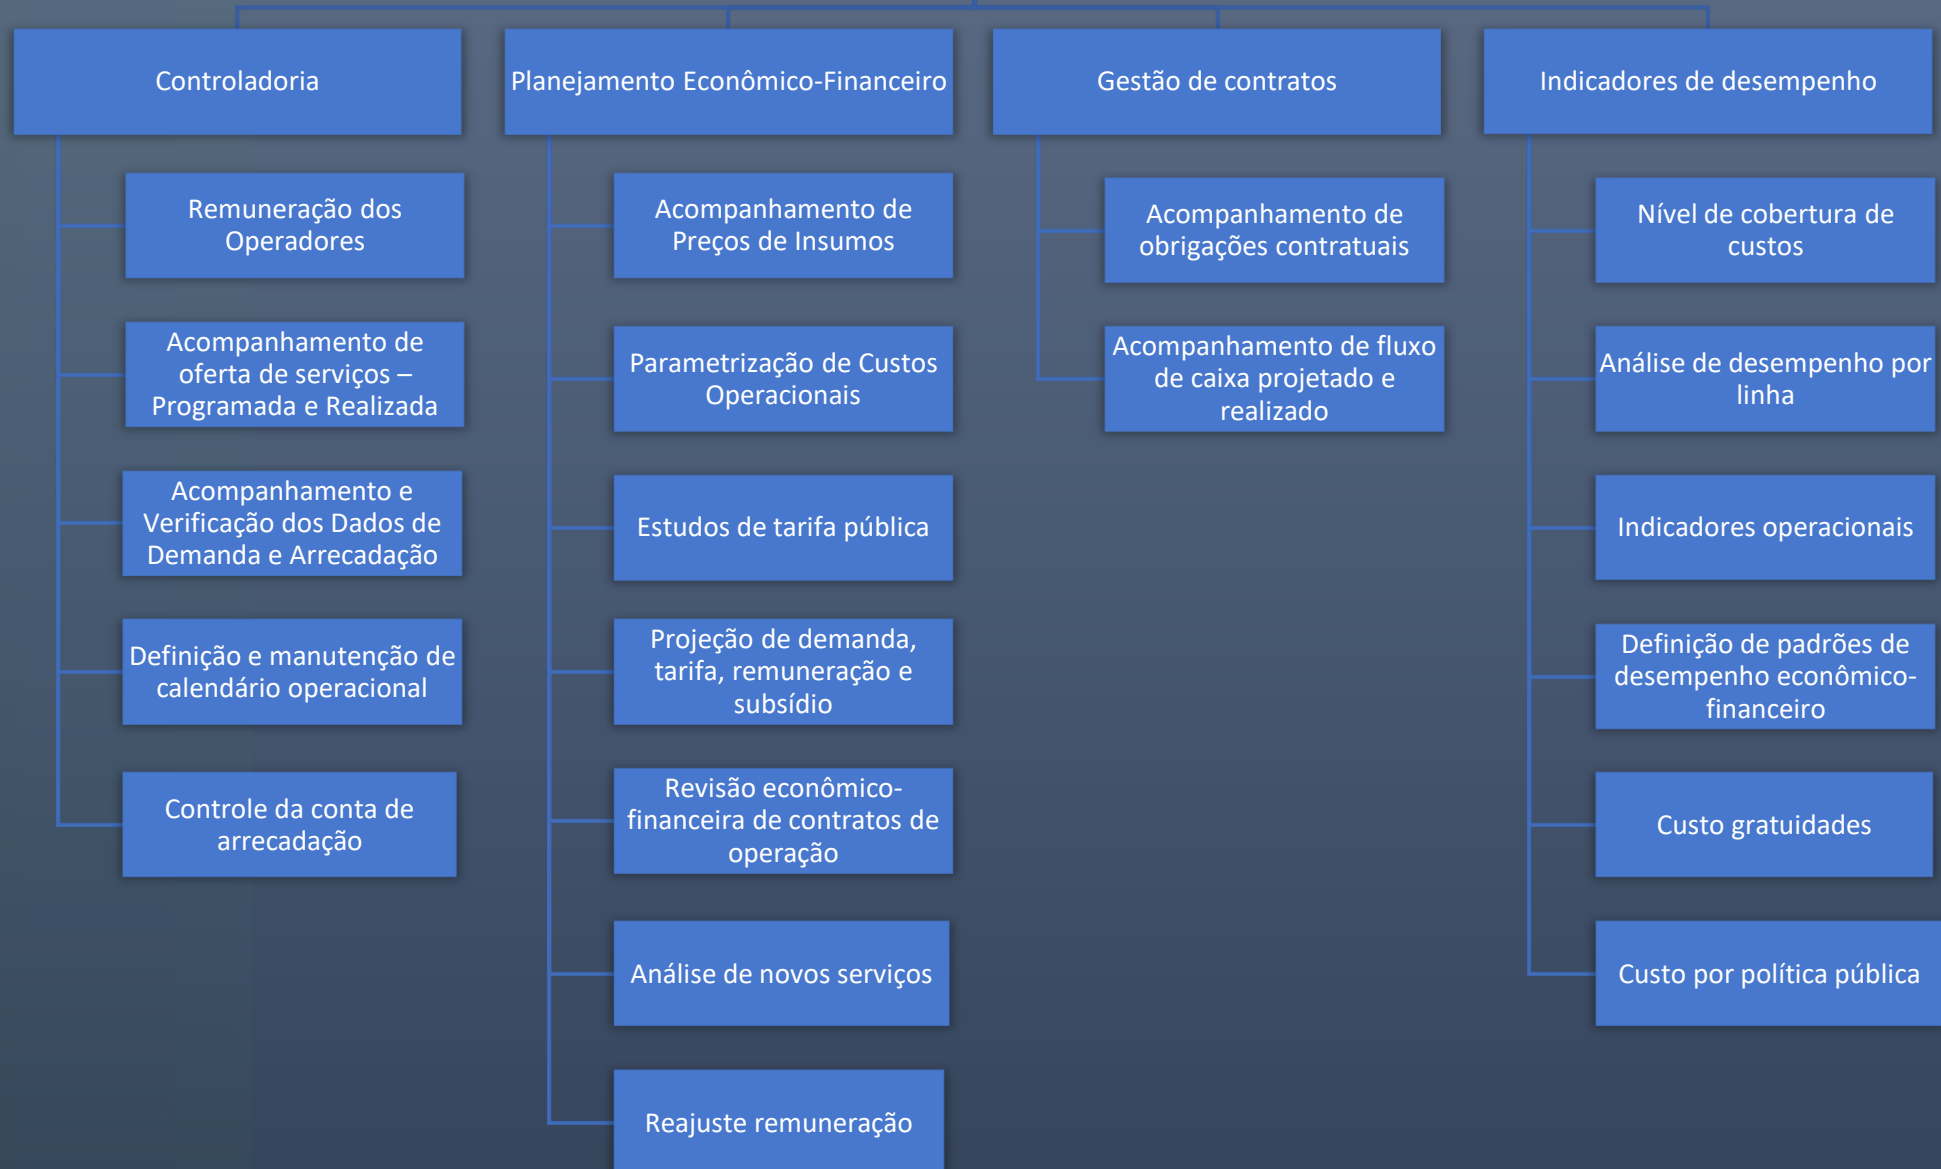 Controladoria
Remuneração dos
Operadores
Acompanhamento de
oferta de serviços –
Programada e Realizada
Acompanhamento e
Verificação dos Dados de
Demanda e Arrecadação
Definição e manutenção de
calendário operacional
Controle da conta de
arrecadação
Planejamento Econômico-Financeiro
Acompanhamento de
Preços de Insumos
Parametrização de Custos
Operacionais
Estudos de tarifa pública
Projeção de demanda,
tarifa, remuneração e
subsídio
Revisão econômico-
financeira de contratos de
operação
Análise de novos serviços
Reajuste remuneração
Gestão de contratos
Acompanhamento de
obrigações contratuais
Acompanhamento de fluxo
de caixa projetado e
realizado
Indicadores de desempenho
Nível de cobertura de
custos
Análise de desempenho por
linha
Indicadores operacionais
Definição de padrões de
desempenho econômico-
financeiro
Custo gratuidades
Custo por política pública